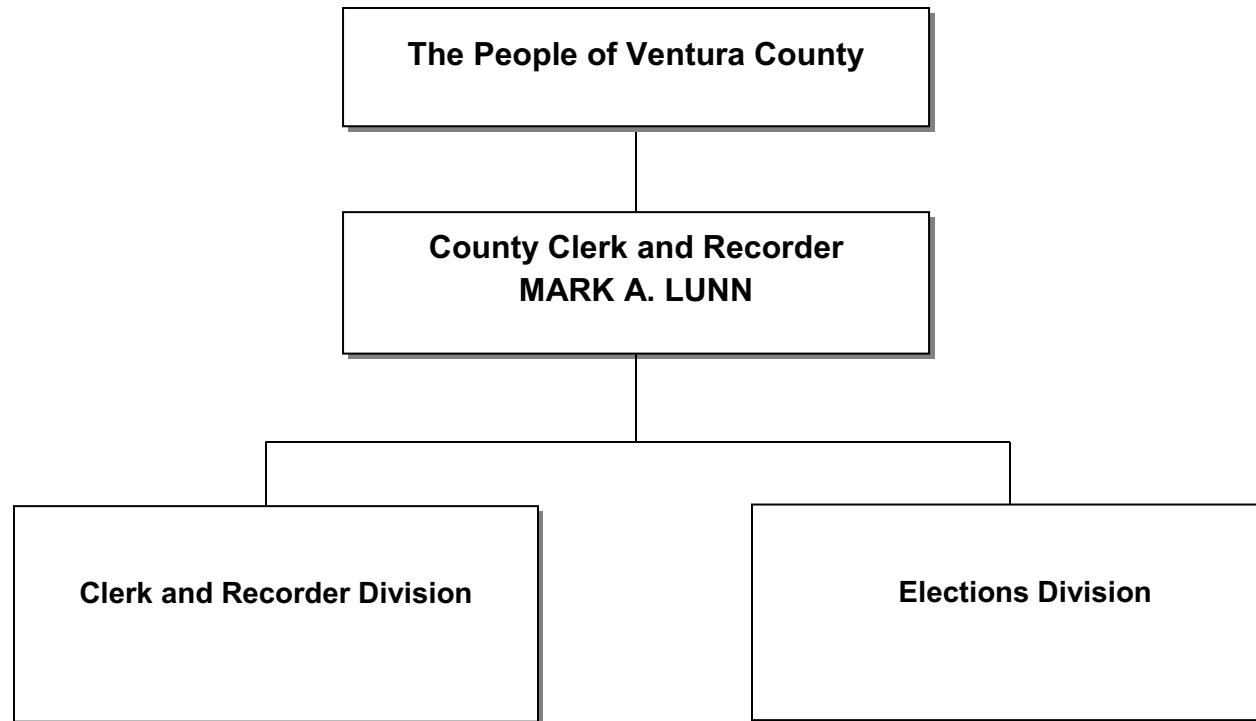 The People of Ventura County
County Clerk and Recorder
MARK A. LUNN
Clerk and Recorder Division
Elections Division